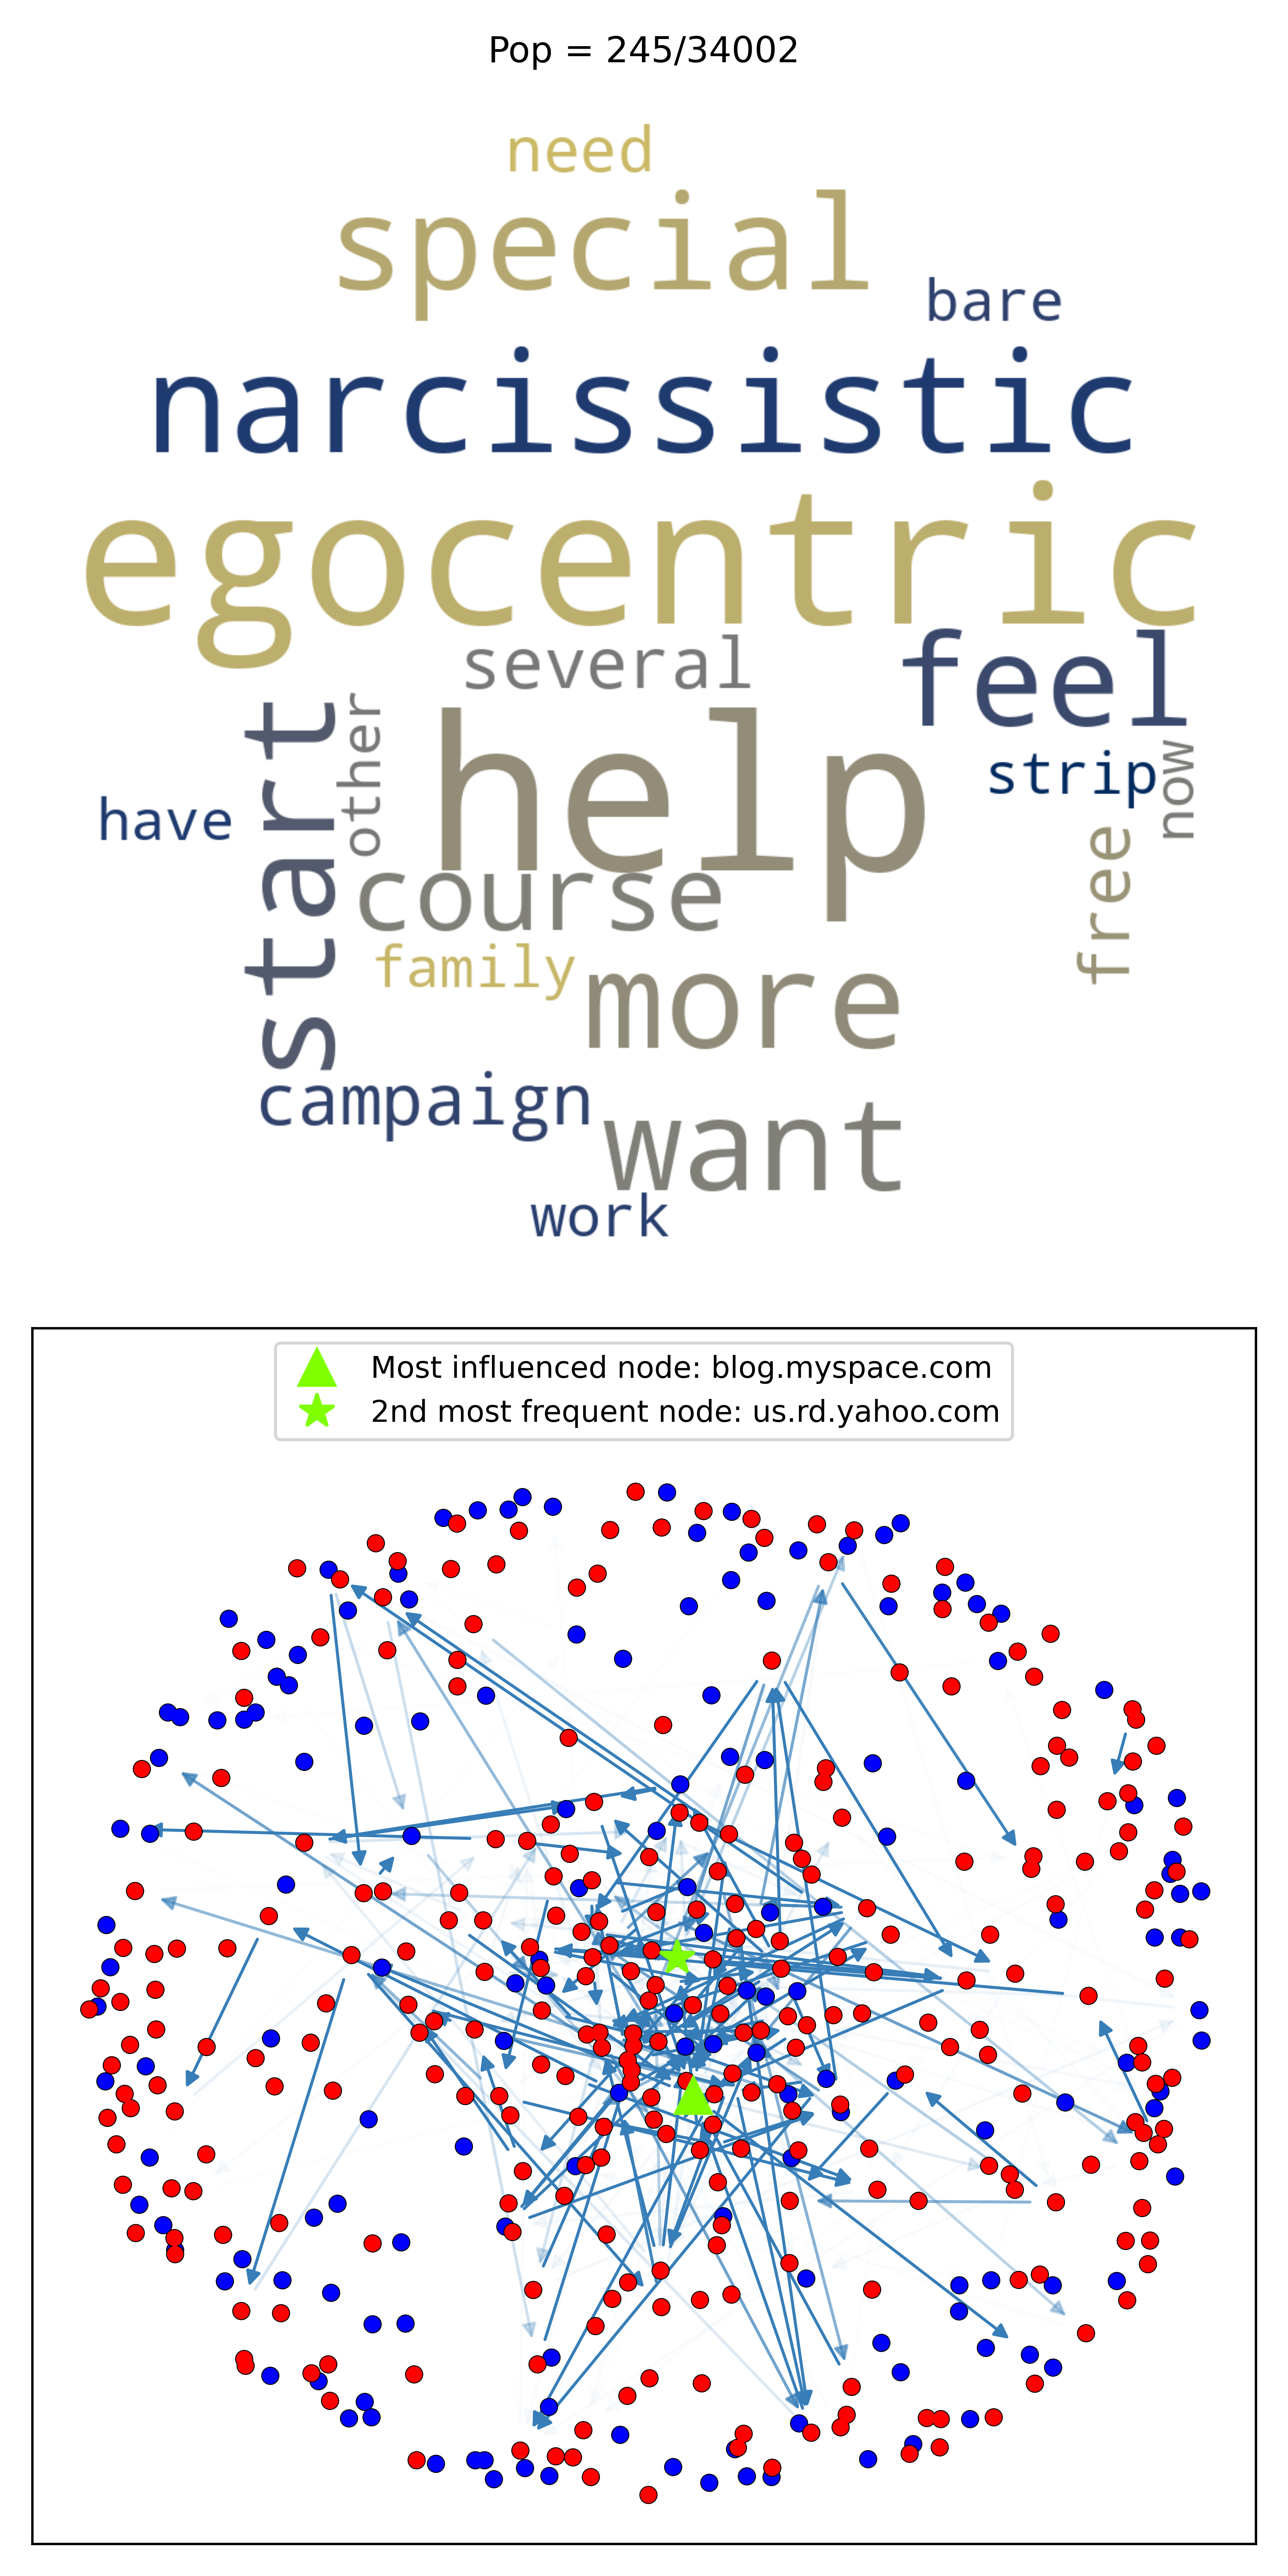 Pop = 245/34002
need
special
bare
narcissistic
egocentric
several
feel
start
other
help
strip
now
have
free
course
family
more
campaign
want
work
Most influenced node: blog.myspace.com
2nd most frequent node: us.rd.yahoo.com